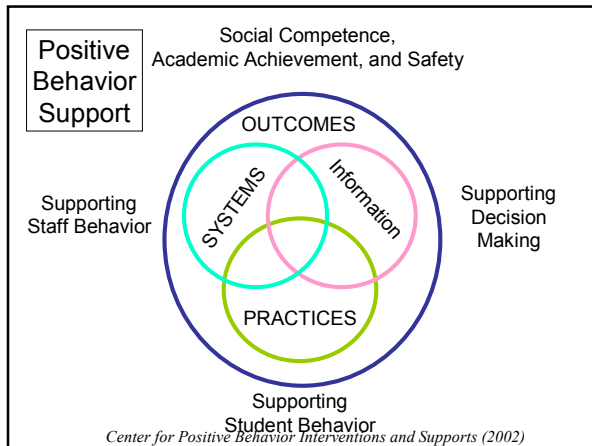 Positive
Behavior
Support
Social Competence,
Academic Achievement, and Safety
OUTCOMES
SYSTEMS
Information
Supporting
Staff Behavior
Supporting
Decision
Making
PRACTICES
Supporting
Student Behavior
Center for Positive Behavior Interventions and Supports (2002)